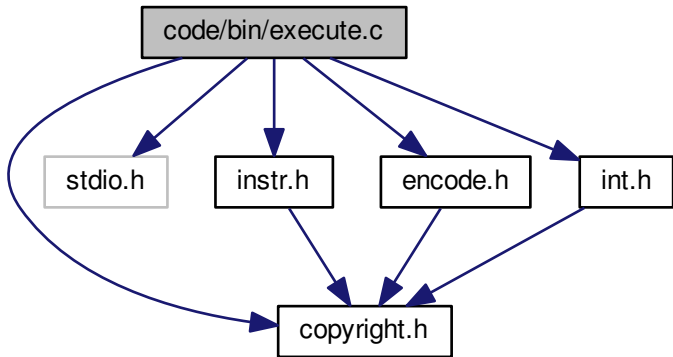 code/bin/execute.c
stdio.h
instr.h
encode.h
int.h
copyright.h